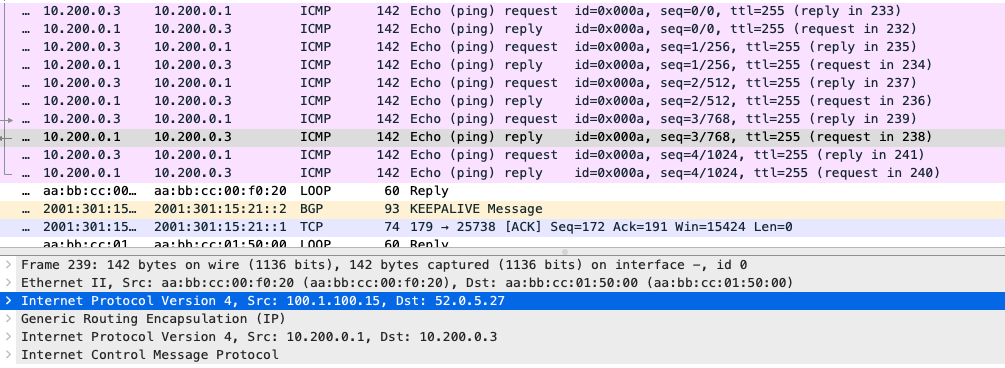 … 10.200.0.3 10.200.0.1 ICMP 142 Echo (ping) request id=0x000a, seq=0/0, ttl=255 (reply in 233)
… 10.200.0.1 10.200.0.3 ICMP 142 Echo (ping) reply id=0x000a, seq=0/0, ttl=255 (request in 232)
… 10.200.0.3 10.200.0.1 ICMP 142 Echo (ping) request id=0x000a, seq=1/256, ttl=255 (reply in 235)
… 10.200.0.1 10.200.0.3 ICMP 142 Echo (ping) reply id=0x000a, seq=1/256, ttl=255 (request in 234)
… 10.200.0.3 10.200.0.1 ICMP 142 Echo (ping) request id=0x000a, seq=2/512, ttl=255 (reply in 237)
… 10.200.0.1 10.200.0.3 ICMP 142 Echo (ping) reply id=0x000a, seq=2/512, ttl=255 (request in 236)
… 10.200.0.3 10.200.0.1 ICMP 142 Echo (ping) request id=0x000a, seq=3/768, ttl=255 (reply in 239)
… 10.200.0.1 10.200.0.3 ICMP 142 Echo (ping) reply id=0x000a, seq=3/768, ttl=255 (request in 238)
… 10.200.0.3 10.200.0.1 ICMP 142 Echo (ping) request id=0x000a, seq=4/1024, ttl=255 (reply in 241)
… 10.200.0.1 10.200.0.3 ICMP 142 Echo (ping) reply id=0x000a, seq=4/1024, ttl=255 (request in 240)
… aa:bb:cc:00… aa:bb:cc:00:f0:20 LOOP 60 Reply
… 2001:301:15… 2001:301:15:21::2 BGP 93 KEEPALIVE Message
… 2001:301:15… 2001:301:15:21::1 TCP 74 179 → 25738 [ACK] Seq=172 Ack=191 Win=15424 Len=0
… aa:bb:cc:01… aa:bb:cc:01:50:00 LOOP 60 Reply
Frame 239: 142 bytes on wire (1136 bits), 142 bytes captured (1136 bits) on interface -, id 0
Ethernet II, Src: aa:bb:cc:00:f0:20 (aa:bb:cc:00:f0:20), Dst: aa:bb:cc:01:50:00 (aa:bb:cc:01:50:00)
Internet Protocol Version 4, Src: 100.1.100.15, Dst: 52.0.5.27
Generic Routing Encapsulation (IP)
Internet Protocol Version 4, Src: 10.200.0.1, Dst: 10.200.0.3
Internet Control Message Protocol